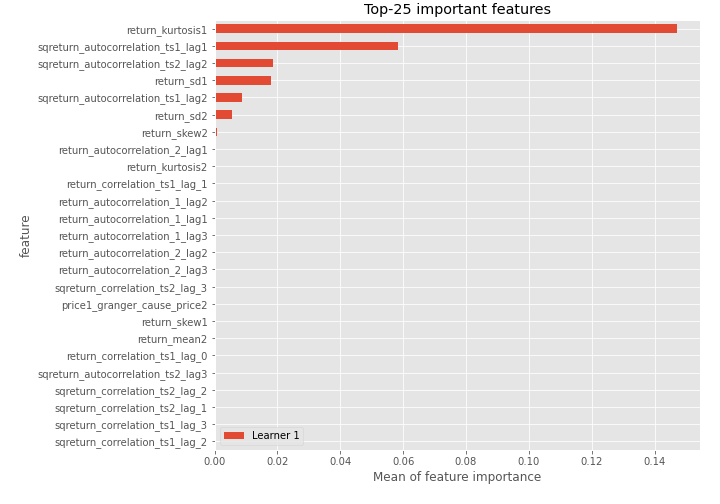 Top-25 important features
return_kurtosis1
sqreturn_autocorrelation_ts1_lag1
sqreturn_autocorrelation_ts2_lag2
return_sd1
sqreturn_autocorrelation_ts1_lag2
return_sd2
return_skew2
return_autocorrelation_2_lag1
return_kurtosis2
return_correlation_ts1_lag_1
return_autocorrelation_1_lag2
return_autocorrelation_1_lag1
return_autocorrelation_1_lag3
return_autocorrelation_2_lag2
return_autocorrelation_2_lag3
sqreturn_correlation_ts2_lag_3
price1_granger_cause_price2
return_skew1
return_mean2
return_correlation_ts1_lag_0
sqreturn_autocorrelation_ts2_lag3
sqreturn_correlation_ts2_lag_2
sqreturn_correlation_ts2_lag_1
sqreturn_correlation_ts1_lag_3
sqreturn_correlation_ts1_lag_2
feature
Learner 1
0.00 0.02 0.04 0.06 0.08 0.10 0.12 0.14
Mean of feature importance